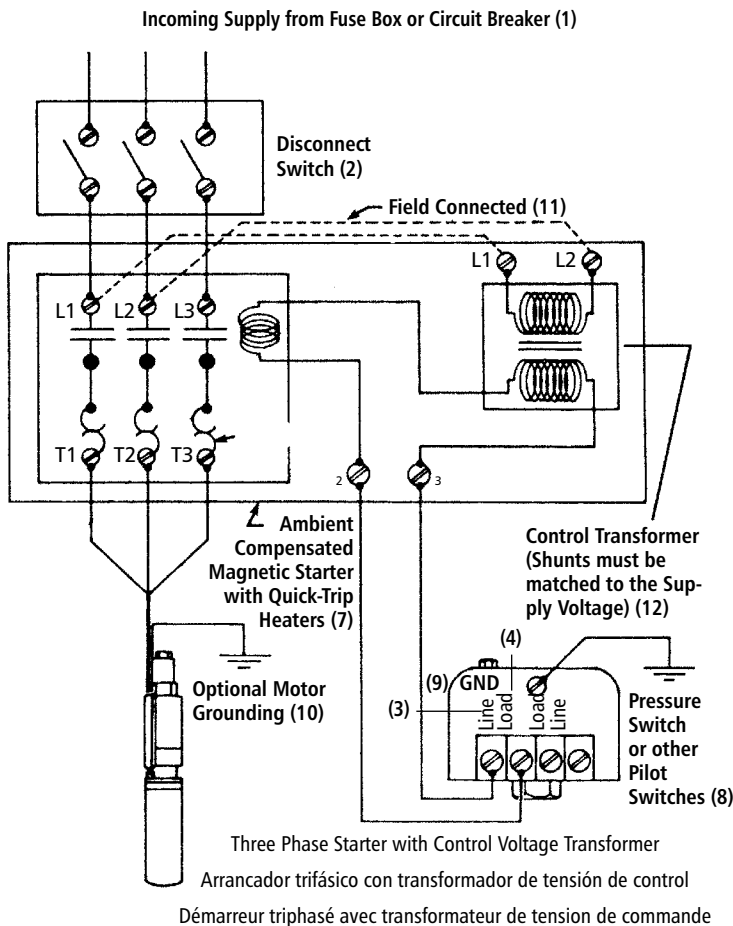 Incoming Supply from Fuse Box or Circuit Breaker (1)
Disconnect
Switch (2)
Field Connected (11)
L1
L2
L1
L2
L3
T1
T2
T3
2
3
Ambient
Compensated
Magnetic Starter
with Quick-Trip
Heaters (7)
Control Transformer
(Shunts must be
matched to the Sup-
ply Voltage) (12)
Optional Motor
Grounding (10)
(4)
(9) GND
(3)
Line
Load
Load
Line
Pressure
Switch
or other
Pilot
Switches (8)
Three Phase Starter with Control Voltage Transformer
Arrancador trifásico con transformador de tensión de control
Démarreur triphasé avec transformateur de tension de commande